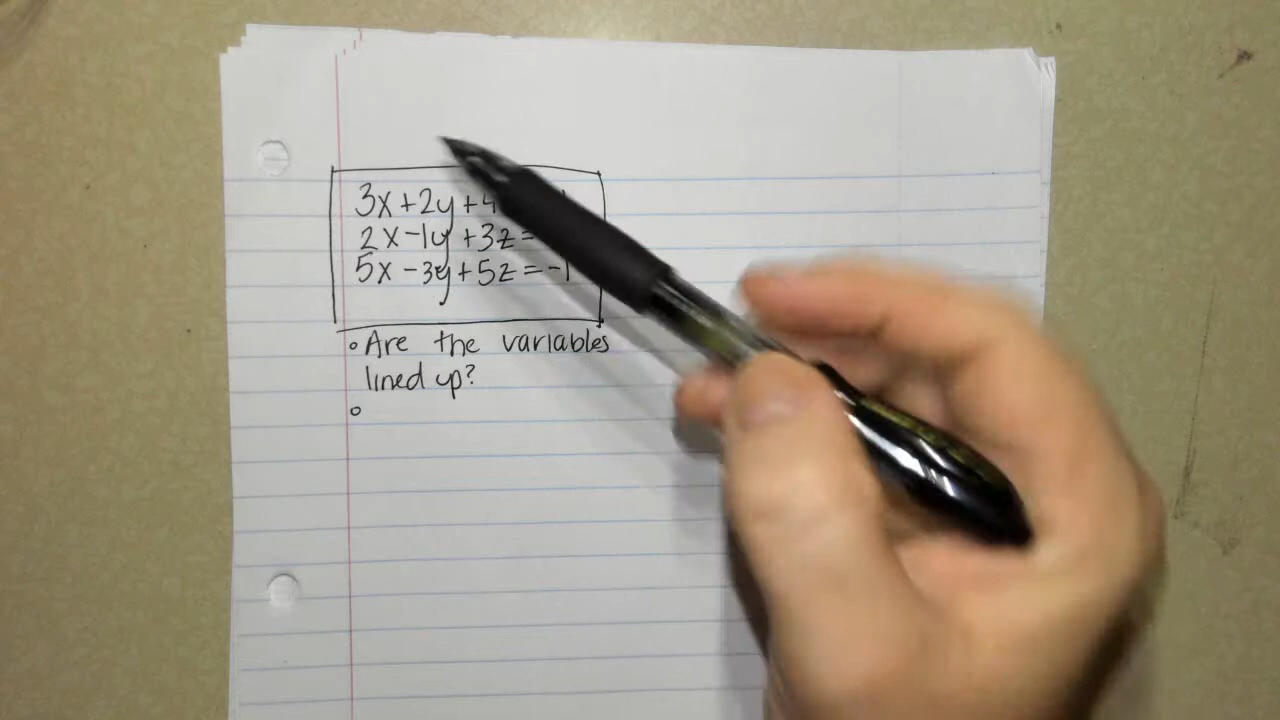 3x+2y+4
2x-1y+3z=
5x-3y+5z=-1
• Are the variables
lined up?
•